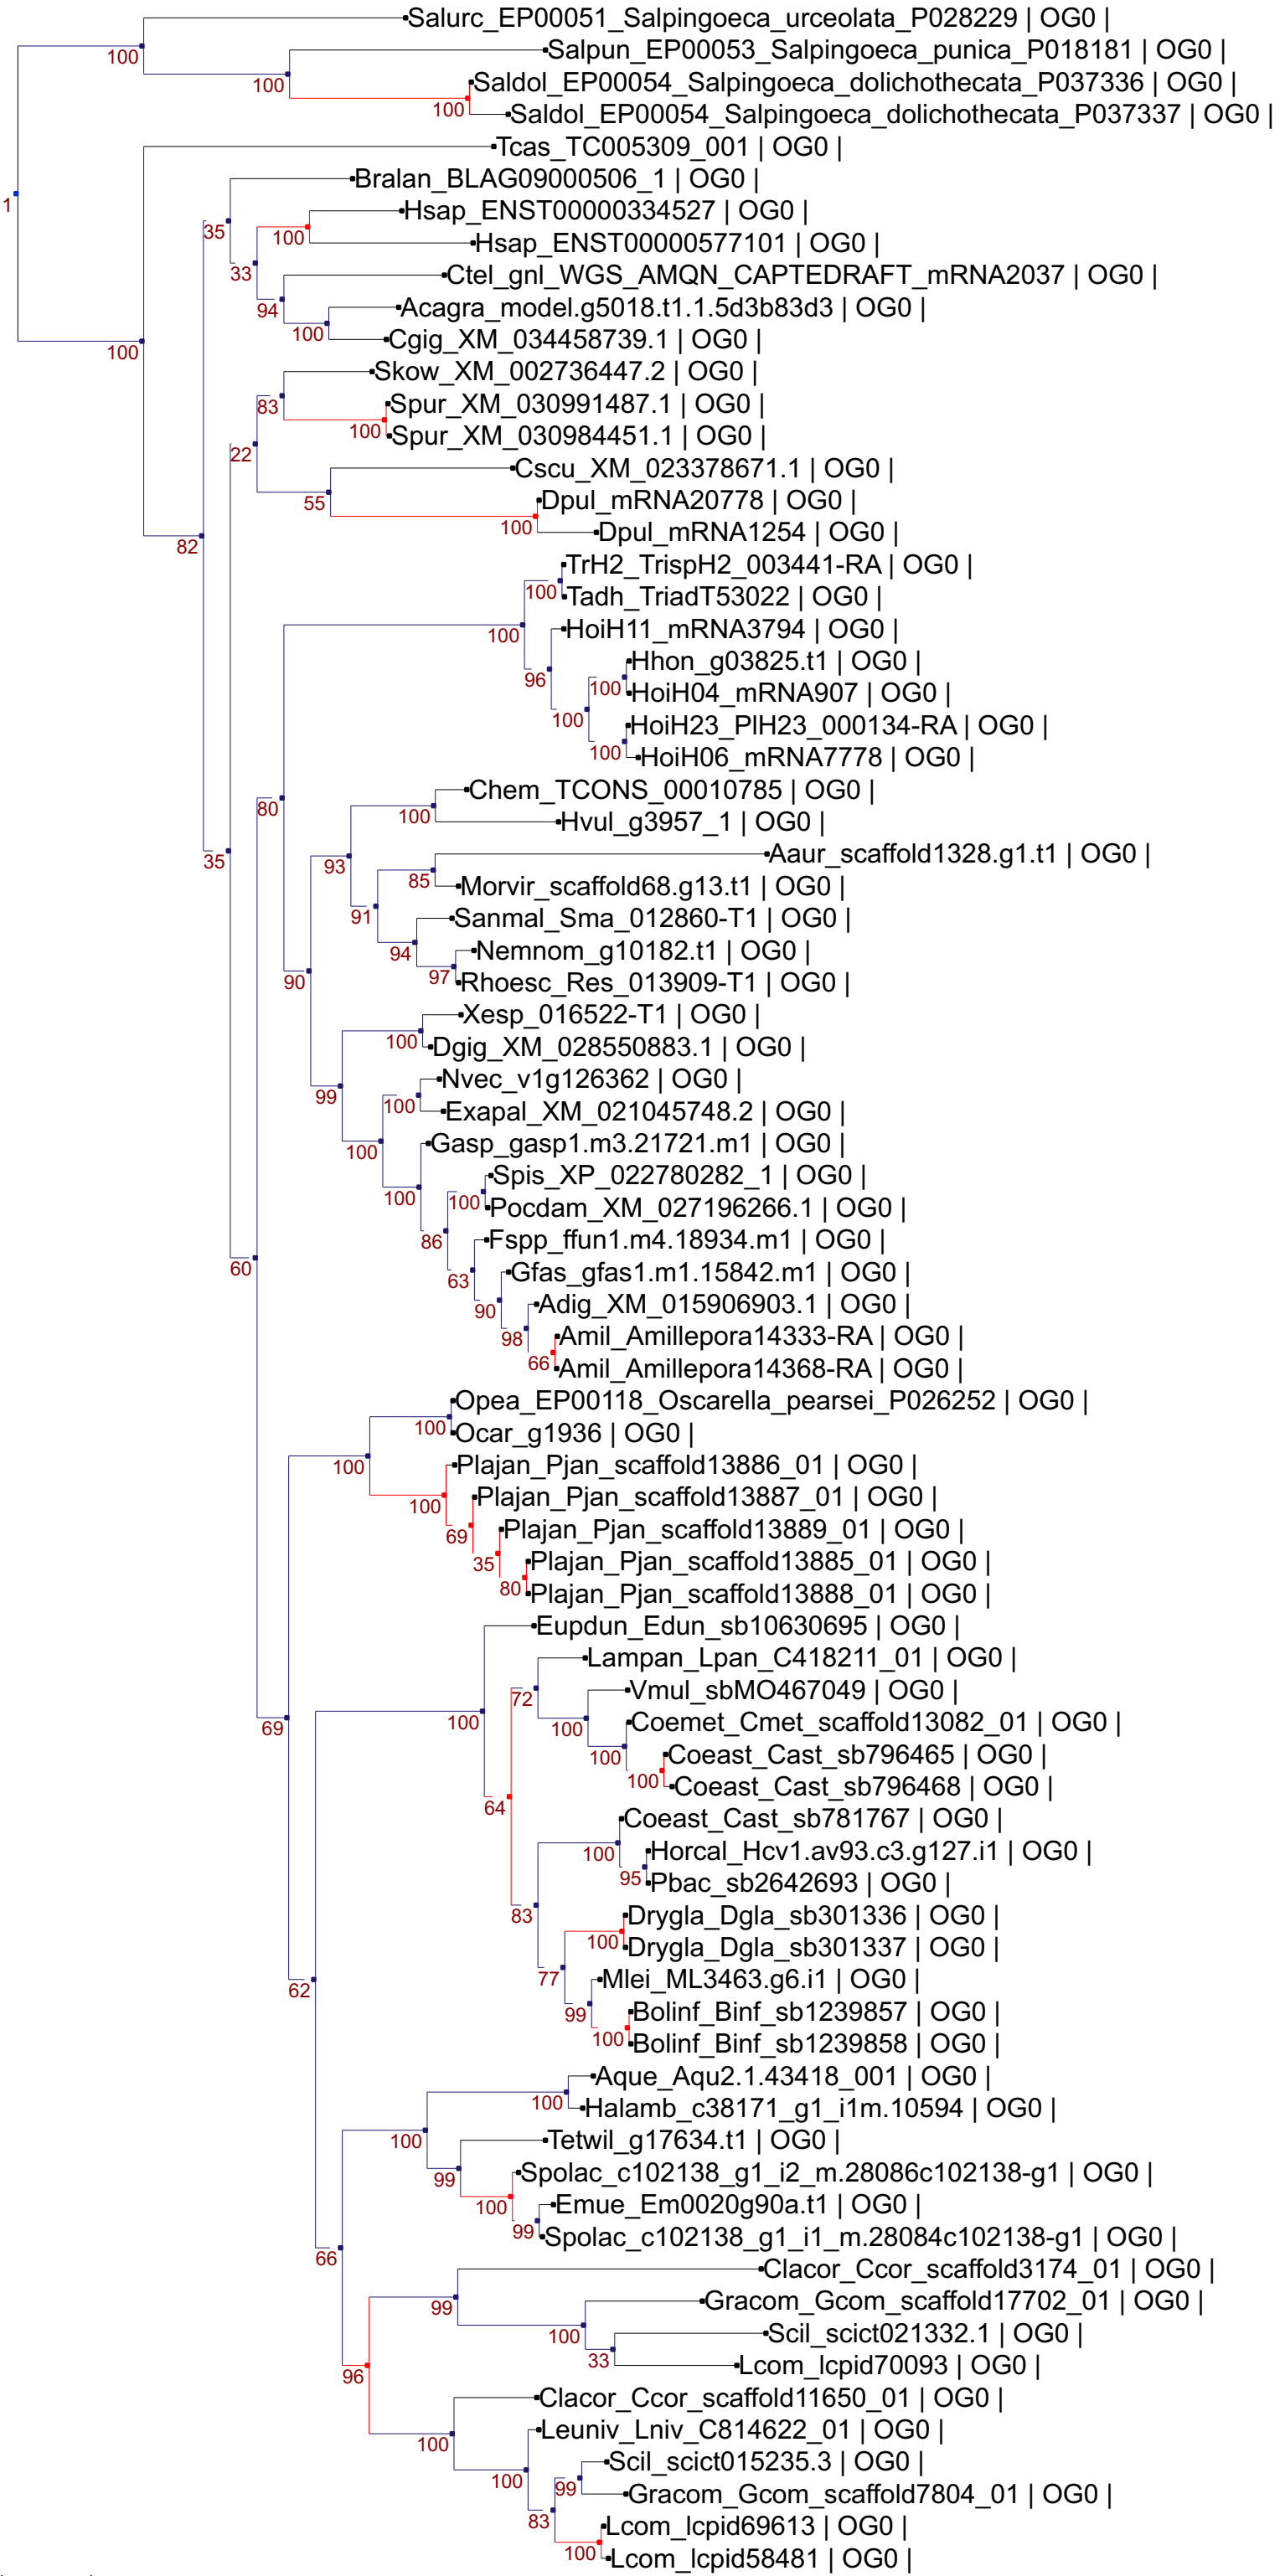 Salurc_EP00051_Salpingoeca_urceolata_P028229 | OG0 |
100
Salpun_EP00053_Salpingoeca_punica_P018181 | OG0 |
100
Saldol_EP00054_Salpingoeca_dolichothecata_P037336 | OG0 |
100
Saldol_EP00054_Salpingoeca_dolichothecata_P037337 | OG0 |
Tcas_TC005309_001 | OG0 |
Bralan_BLAG09000506_1 | OG0 |
1
Hsap_ENST00000334527 | OG0 |
35
100
Hsap_ENST00000577101 | OG0 |
33
Ctel_gnl_WGS_AMQN_CAPTEDRAFT_mRNA2037 | OG0 |
94
Acagra_model.g5018.t1.1.5d3b83d3 | OG0 |
100
Cgig_XM_034458739.1 | OG0 |
100
Skow_XM_002736447.2 | OG0 |
83
Spur_XM_030991487.1 | OG0 |
100
Spur_XM_030984451.1 | OG0 |
22
Cscu_XM_023378671.1 | OG0 |
55
Dpul_mRNA20778 | OG0 |
100
Dpul_mRNA1254 | OG0 |
82
TrH2_TrispH2_003441-RA | OG0 |
100
Tadh_TriadT53022 | OG0 |
100
HoiH11_mRNA3794 | OG0 |
96
Hhon_g03825.t1 | OG0 |
100
HoiH04_mRNA907 | OG0 |
100
HoiH23_PlH23_000134-RA | OG0 |
100
HoiH06_mRNA7778 | OG0 |
Chem_TCONS_00010785 | OG0 |
80
100
Hvul_g3957_1 | OG0 |
35
93
Aaur_scaffold1328.g1.t1 | OG0 |
85
Morvir_scaffold68.g13.t1 | OG0 |
91
Sanmal_Sma_012860-T1 | OG0 |
94
Nemnom_g10182.t1 | OG0 |
97
Rhoesc_Res_013909-T1 | OG0 |
90
Xesp_016522-T1 | OG0 |
100
Dgig_XM_028550883.1 | OG0 |
Nvec_v1g126362 | OG0 |
99
100
Exapal_XM_021045748.2 | OG0 |
100
Gasp_gasp1.m3.21721.m1 | OG0 |
Spis_XP_022780282_1 | OG0 |
100
100
Pocdam_XM_027196266.1 | OG0 |
86
Fspp_ffun1.m4.18934.m1 | OG0 |
60
63
Gfas_gfas1.m1.15842.m1 | OG0 |
90
Adig_XM_015906903.1 | OG0 |
98
Amil_Amillepora14333-RA | OG0 |
66
Amil_Amillepora14368-RA | OG0 |
Opea_EP00118_Oscarella_pearsei_P026252 | OG0 |
100
Ocar_g1936 | OG0 |
100
Plajan_Pjan_scaffold13886_01 | OG0 |
100
Plajan_Pjan_scaffold13887_01 | OG0 |
69
Plajan_Pjan_scaffold13889_01 | OG0 |
35
Plajan_Pjan_scaffold13885_01 | OG0 |
80
Plajan_Pjan_scaffold13888_01 | OG0 |
Eupdun_Edun_sb10630695 | OG0 |
Lampan_Lpan_C418211_01 | OG0 |
69
100
72
Vmul_sbMO467049 | OG0 |
100
Coemet_Cmet_scaffold13082_01 | OG0 |
100
Coeast_Cast_sb796465 | OG0 |
100
Coeast_Cast_sb796468 | OG0 |
64
Coeast_Cast_sb781767 | OG0 |
100
Horcal_Hcv1.av93.c3.g127.i1 | OG0 |
95
Pbac_sb2642693 | OG0 |
83
Drygla_Dgla_sb301336 | OG0 |
100
Drygla_Dgla_sb301337 | OG0 |
77
Mlei_ML3463.g6.i1 | OG0 |
62
99
Bolinf_Binf_sb1239857 | OG0 |
100
Bolinf_Binf_sb1239858 | OG0 |
Aque_Aqu2.1.43418_001 | OG0 |
100
Halamb_c38171_g1_i1m.10594 | OG0 |
100
Tetwil_g17634.t1 | OG0 |
99
Spolac_c102138_g1_i2_m.28086c102138-g1 | OG0 |
100
Emue_Em0020g90a.t1 | OG0 |
99
Spolac_c102138_g1_i1_m.28084c102138-g1 | OG0 |
66
Clacor_Ccor_scaffold3174_01 | OG0 |
99
Gracom_Gcom_scaffold17702_01 | OG0 |
100
Scil_scict021332.1 | OG0 |
33
Lcom_lcpid70093 | OG0 |
96
Clacor_Ccor_scaffold11650_01 | OG0 |
100
Leuniv_Lniv_C814622_01 | OG0 |
Scil_scict015235.3 | OG0 |
100
99
Gracom_Gcom_scaffold7804_01 | OG0 |
83
Lcom_lcpid69613 | OG0 |
100
Lcom_lcpid58481 | OG0 |